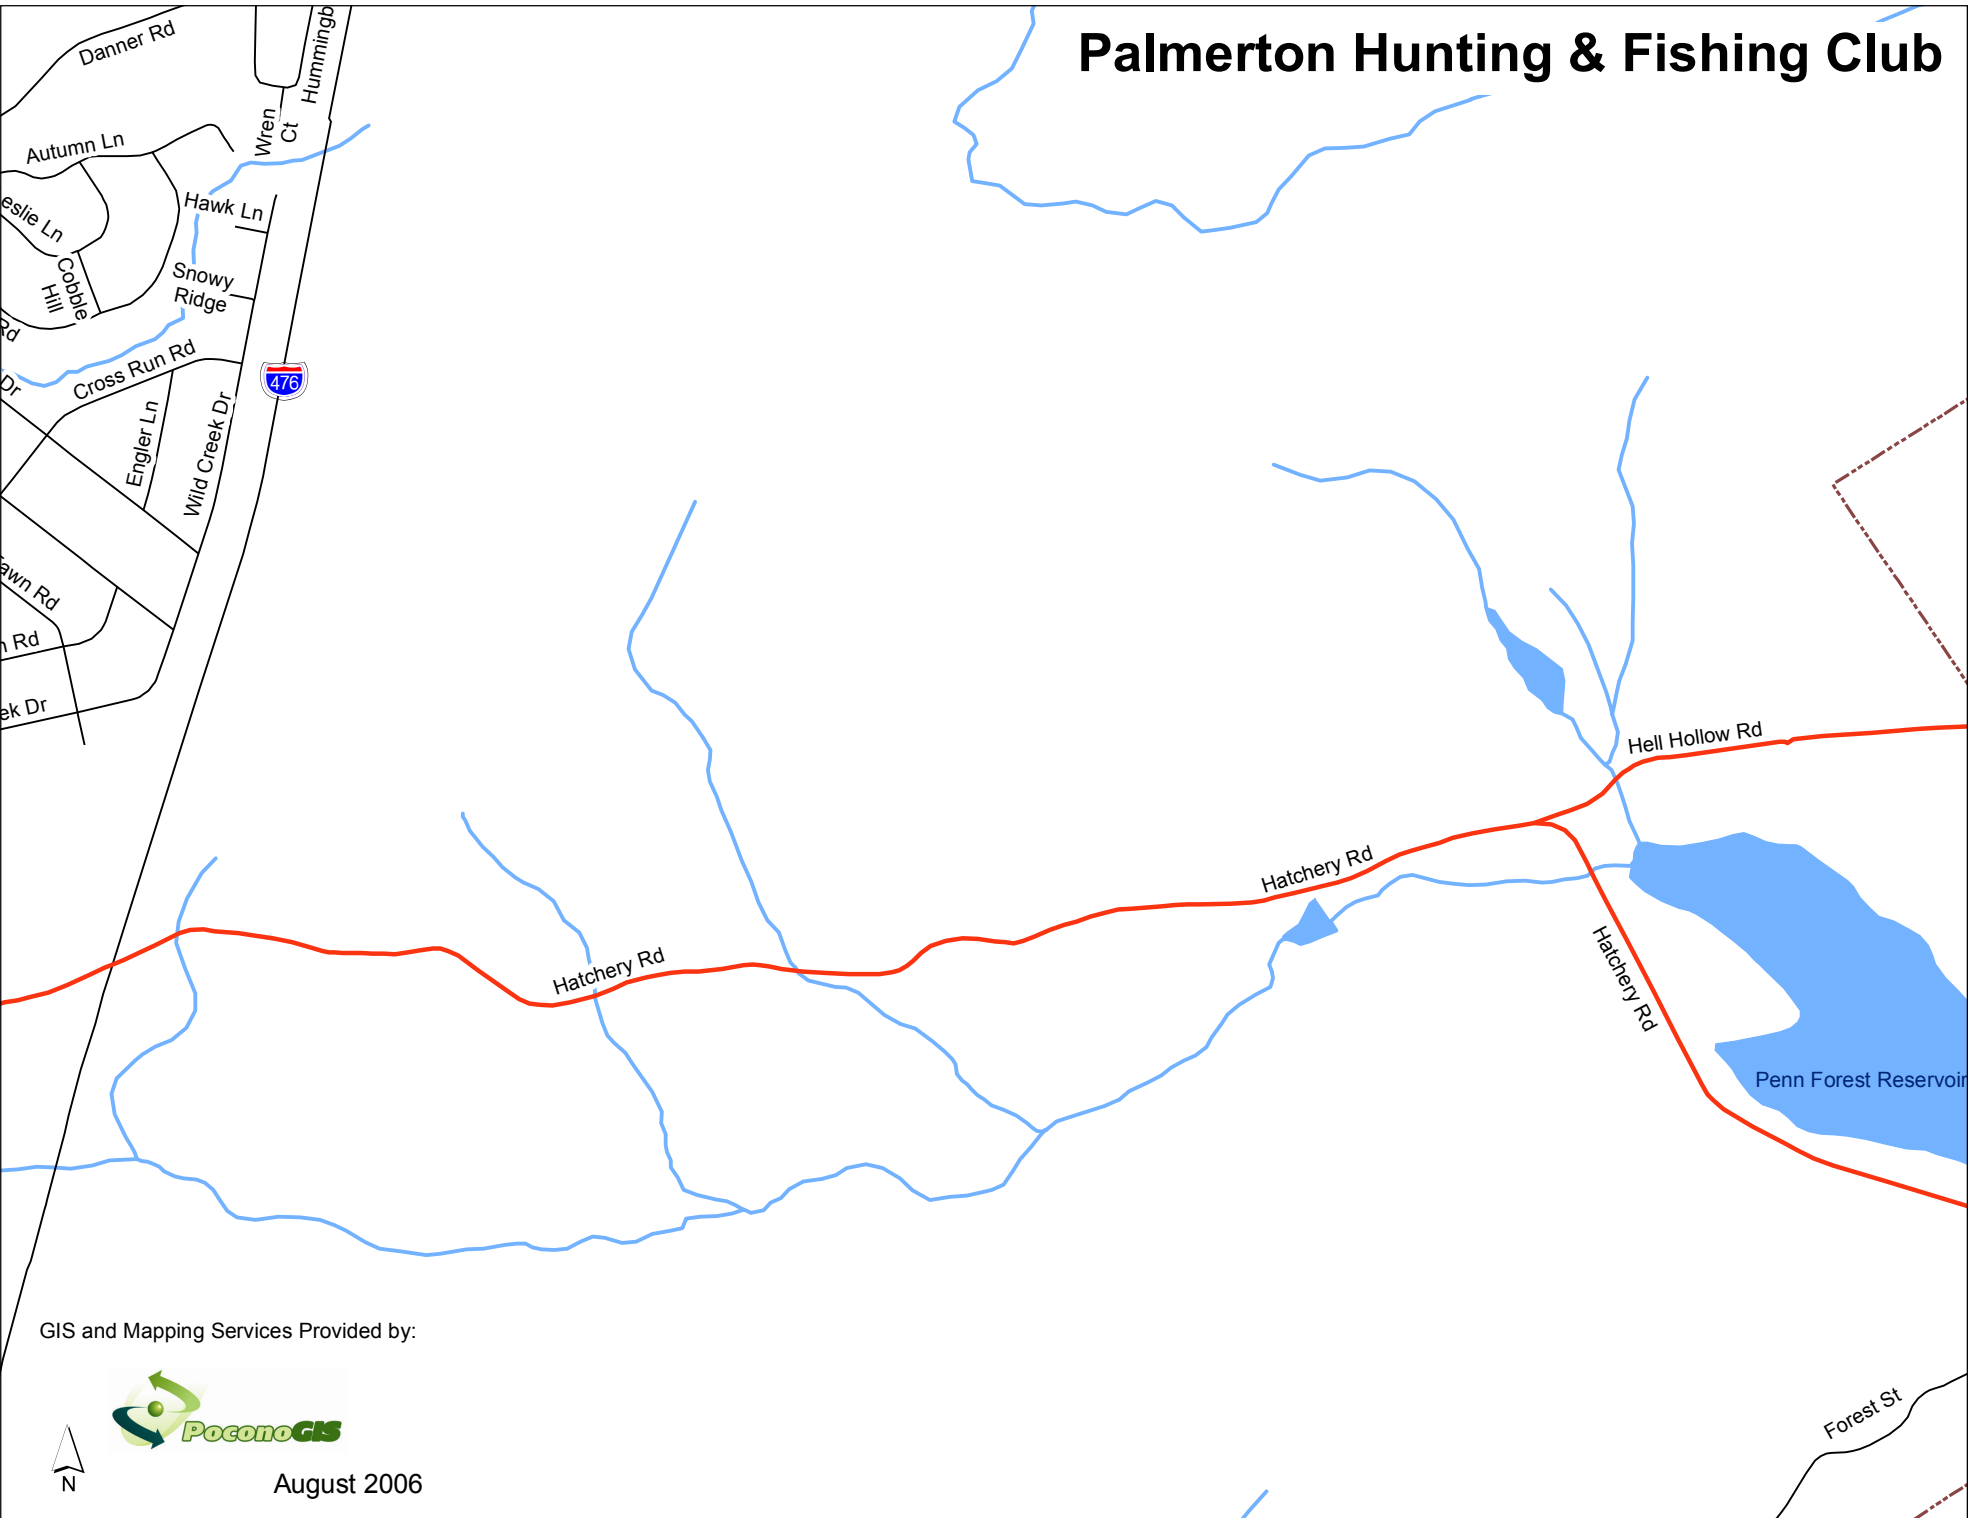 Palmerton Hunting & Fishing Club
Danner Rd
Hummingb
Wren
Ct
Autumn Ln
Hawk Ln
eslie Ln
Cobble
Hill
Snowy
Ridge
Rd
Dr
Cross Run Rd
476
Engler Ln
Wild Creek Dr
awn Rd
n Rd
ek Dr
Hell Hollow Rd
Hatchery Rd
Hatchery Rd
Hatchery Rd
Penn Forest Reservoir
GIS and Mapping Services Provided by:
PoconoGIS
N
August 2006
Forest St